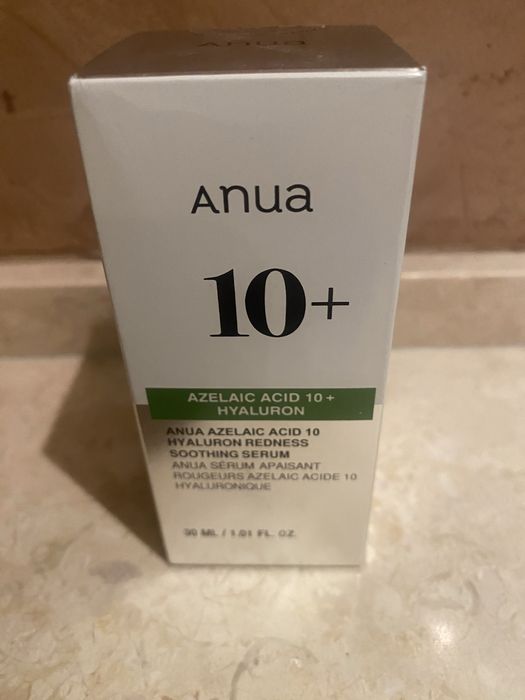 Anua
Anua
10+
AZELAIC ACID 10+
HYALURON
ANUA AZELAIC ACID 10
HYALURON REDNESS
SOOTHING SERUM
ANUA SÉRUM APAISANT
ROUGEURS AZELAIC ACIDE 10
HYALURONIQUE
30 ML / 1.01 FL. OZ.